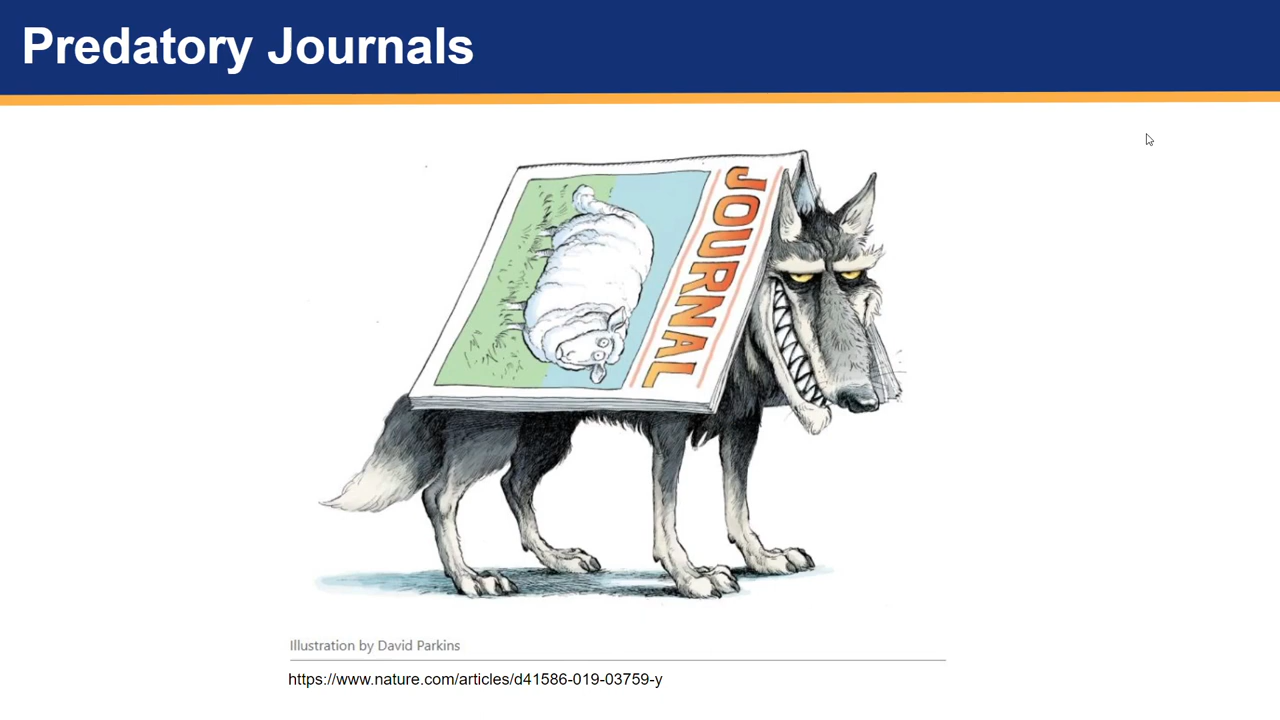 Predatory Journals
JOURNAL
Illustration by David Parkins
https://www.nature.com/articles/d41586-019-03759-y